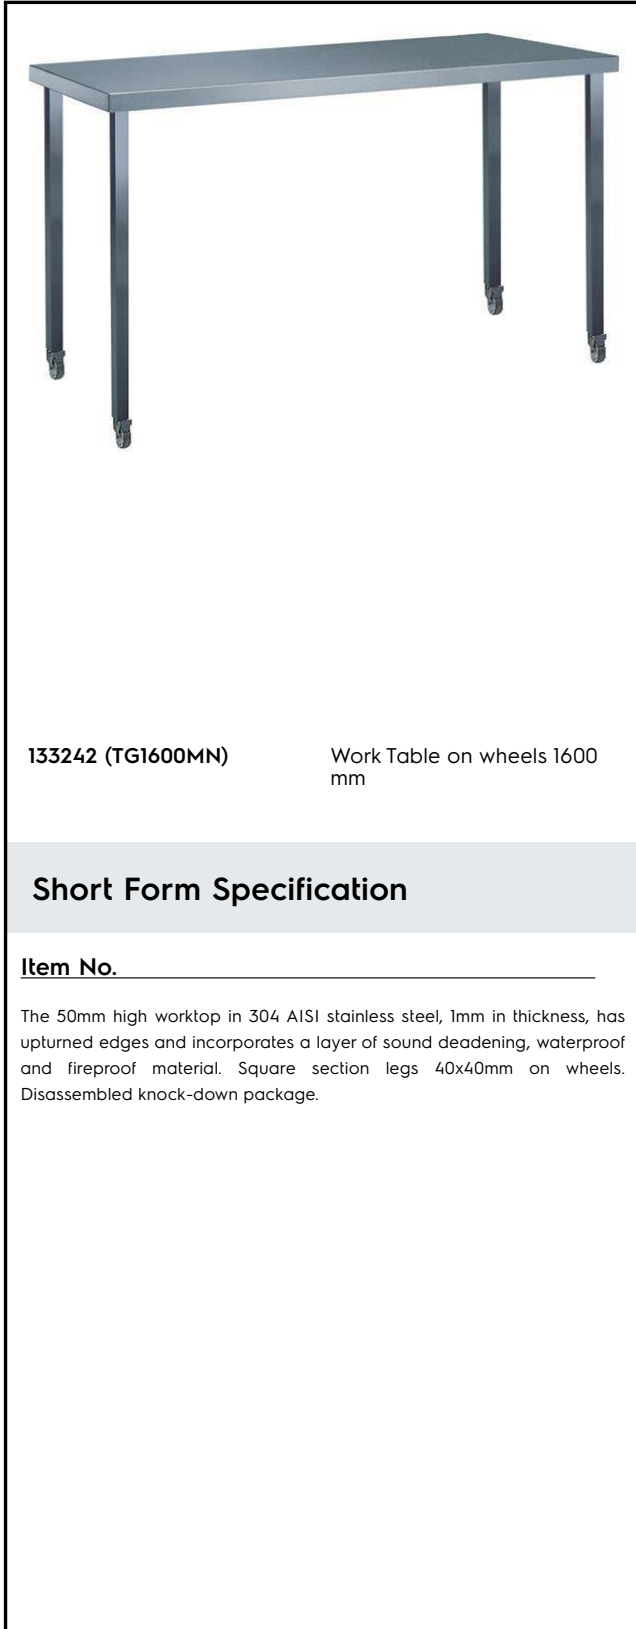 133242 (TG1600MN)
Work Table on wheels 1600
mm
Short Form Specification
Item No.
The 50mm high worktop in 304 AISI stainless steel, 1mm in thickness, has
upturned edges and incorporates a layer of sound deadening, waterproof
and fireproof material. Square section legs 40x40mm on wheels.
Disassembled knock-down package.